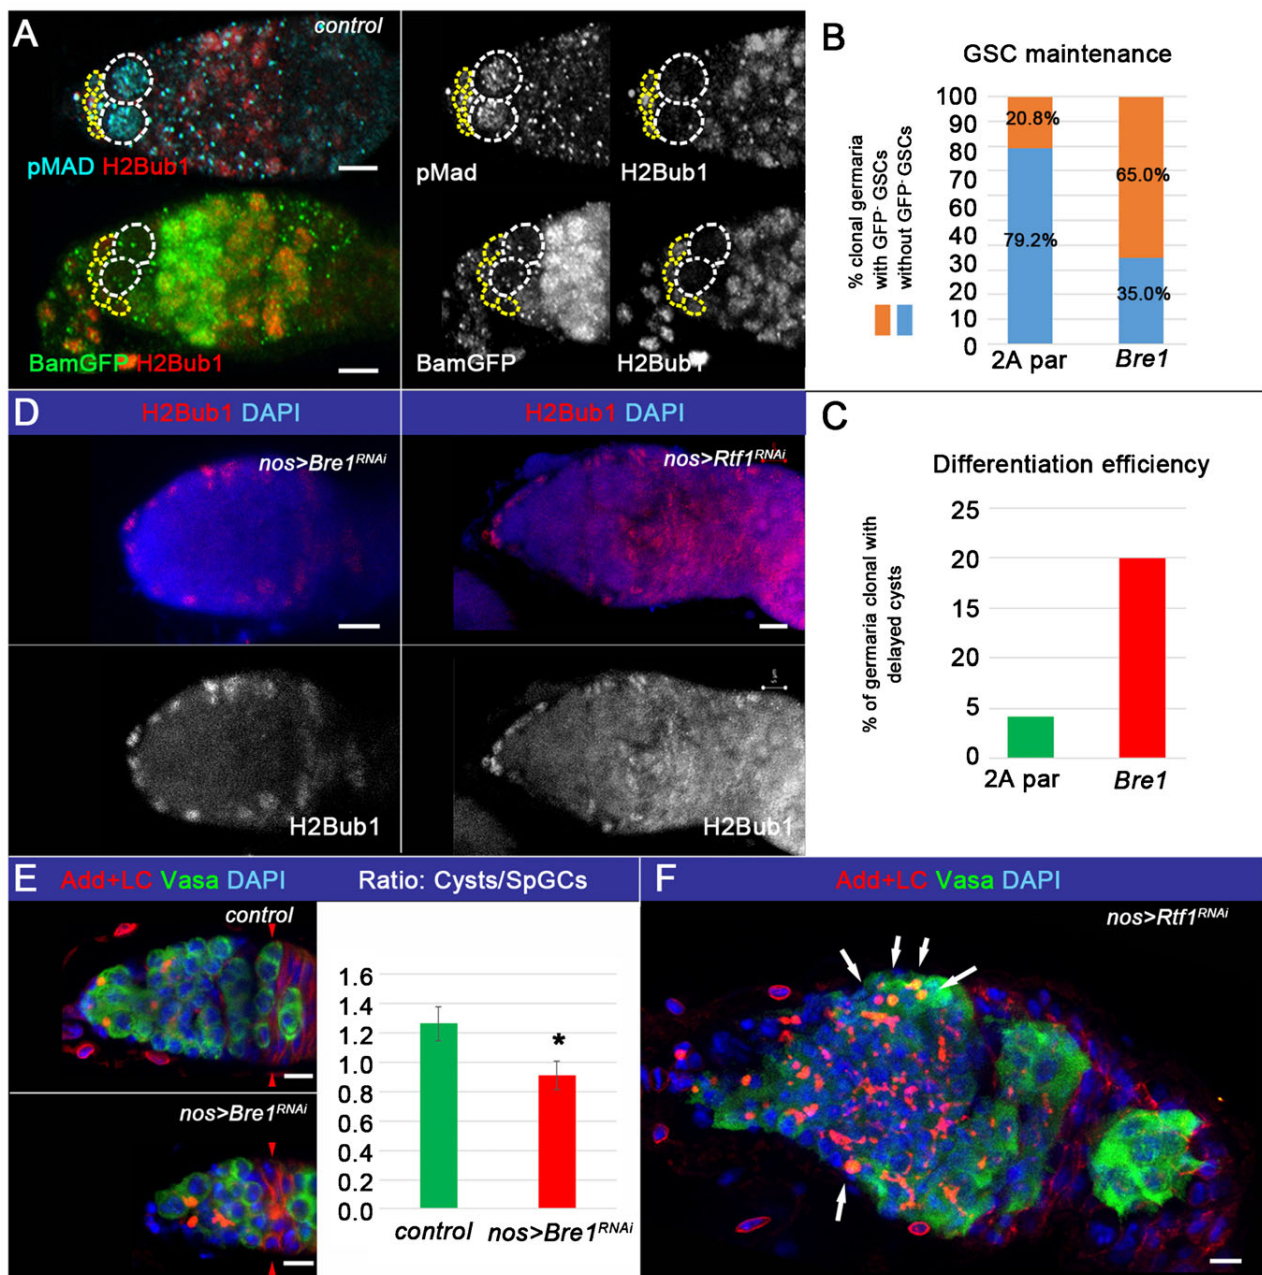 A
control
pMAD H2Bub1
pMad
H2Bub1
BamGFP H2Bub1
BamGFP
H2Bub1
B
GSC maintenance
% clonal germaria
with GFP- GSCs
without GFP- GSCs
100
90
80
70
60
50
40
30
20
10
0
20.8%
79.2%
65.0%
35.0%
2A par
Bre1
D
H2Bub1 DAPI
H2Bub1 DAPI
nos>Bre1RNAi
nos>Rtf1RNAi
5 µm
H2Bub1
H2Bub1
C
Differentiation efficiency
% of germaria clonal with
delayed cysts
25
20
15
20
5
0
2A par
Bre1
E
Add+LC Vasa DAPI
control
nos>Bre1RNAi
Ratio: Cysts/SpGCs
1.6
1.4
1.2
1.0
0.8
0.6
0.4
0.2
0.0
*
control
nos>Bre1RNAi
F
Add+LC Vasa DAPI
nos>Rtf1RNAi